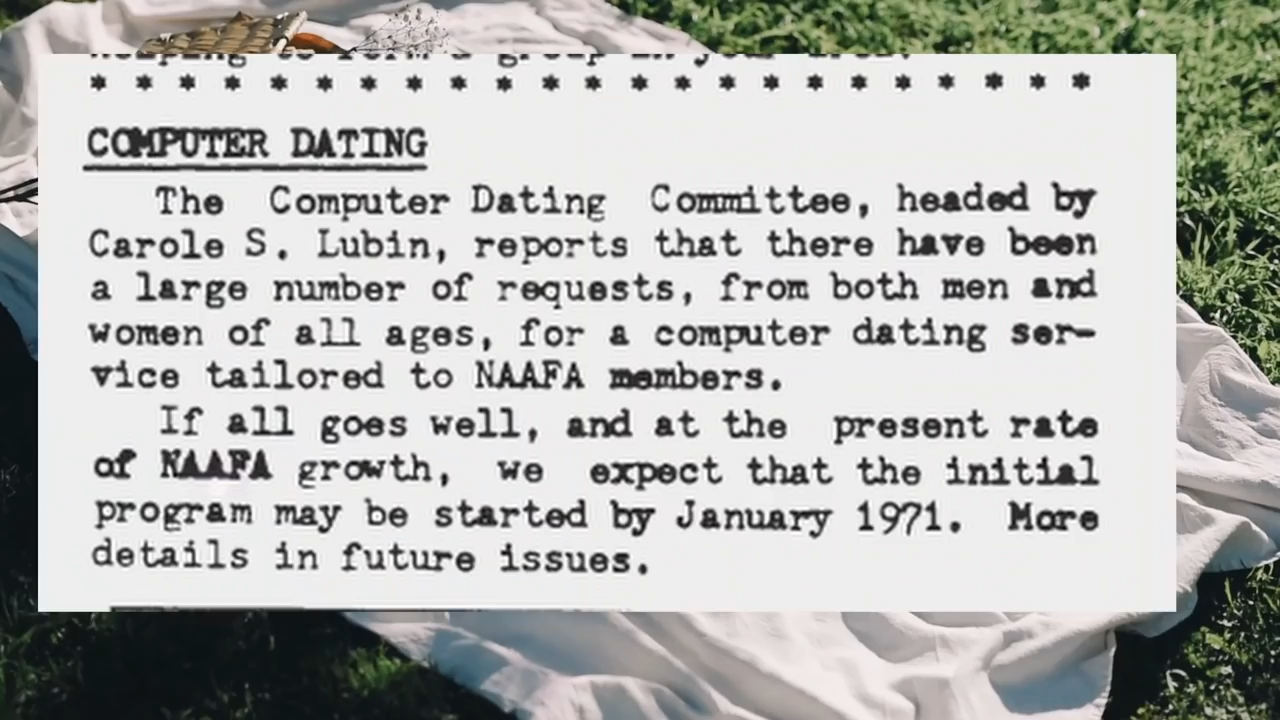 * * * * * * * * * * * * * * * * * * * * * * *
COMPUTER DATING
The Computer Dating Committee, headed by
Carole S. Lubin, reports that there have been
a large number of requests, from both men and
women of all ages, for a computer dating ser-
vice tailored to NAAFA members.
If all goes well, and at the present rate
of NAAFA growth, we expect that the initial
program may be started by January 1971. More
details in future issues.